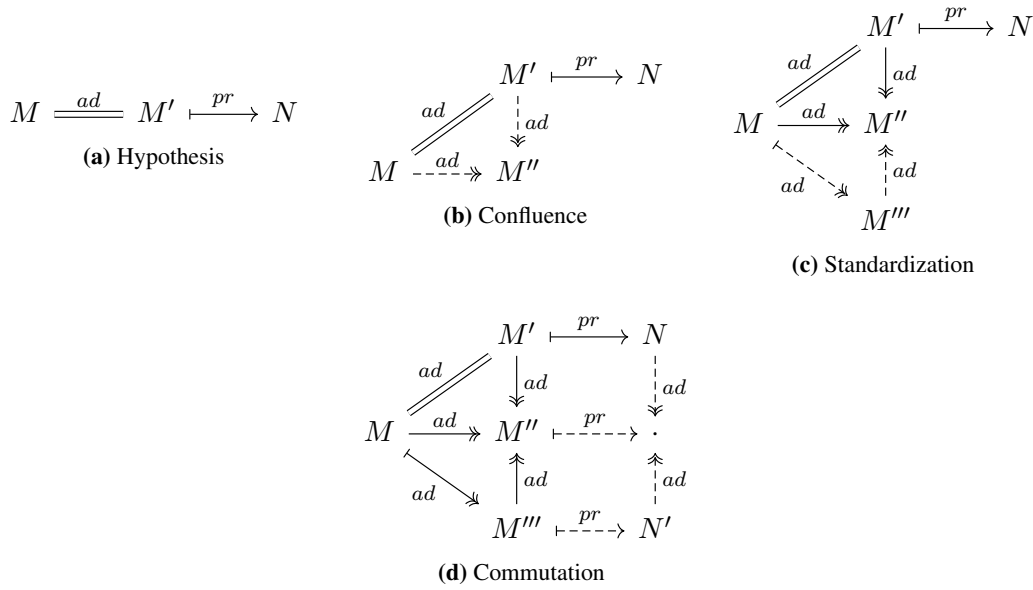 M ad M′ pr N
(a) Hypothesis
M′ pr N
ad ad
M ad M″
(b) Confluence
M′ pr N
ad ad
M ad M″
ad ad
M‴
(c) Standardization
M′ pr N
ad ad ad
M ad M″ pr ·
ad ad ad
M‴ pr N′
(d) Commutation